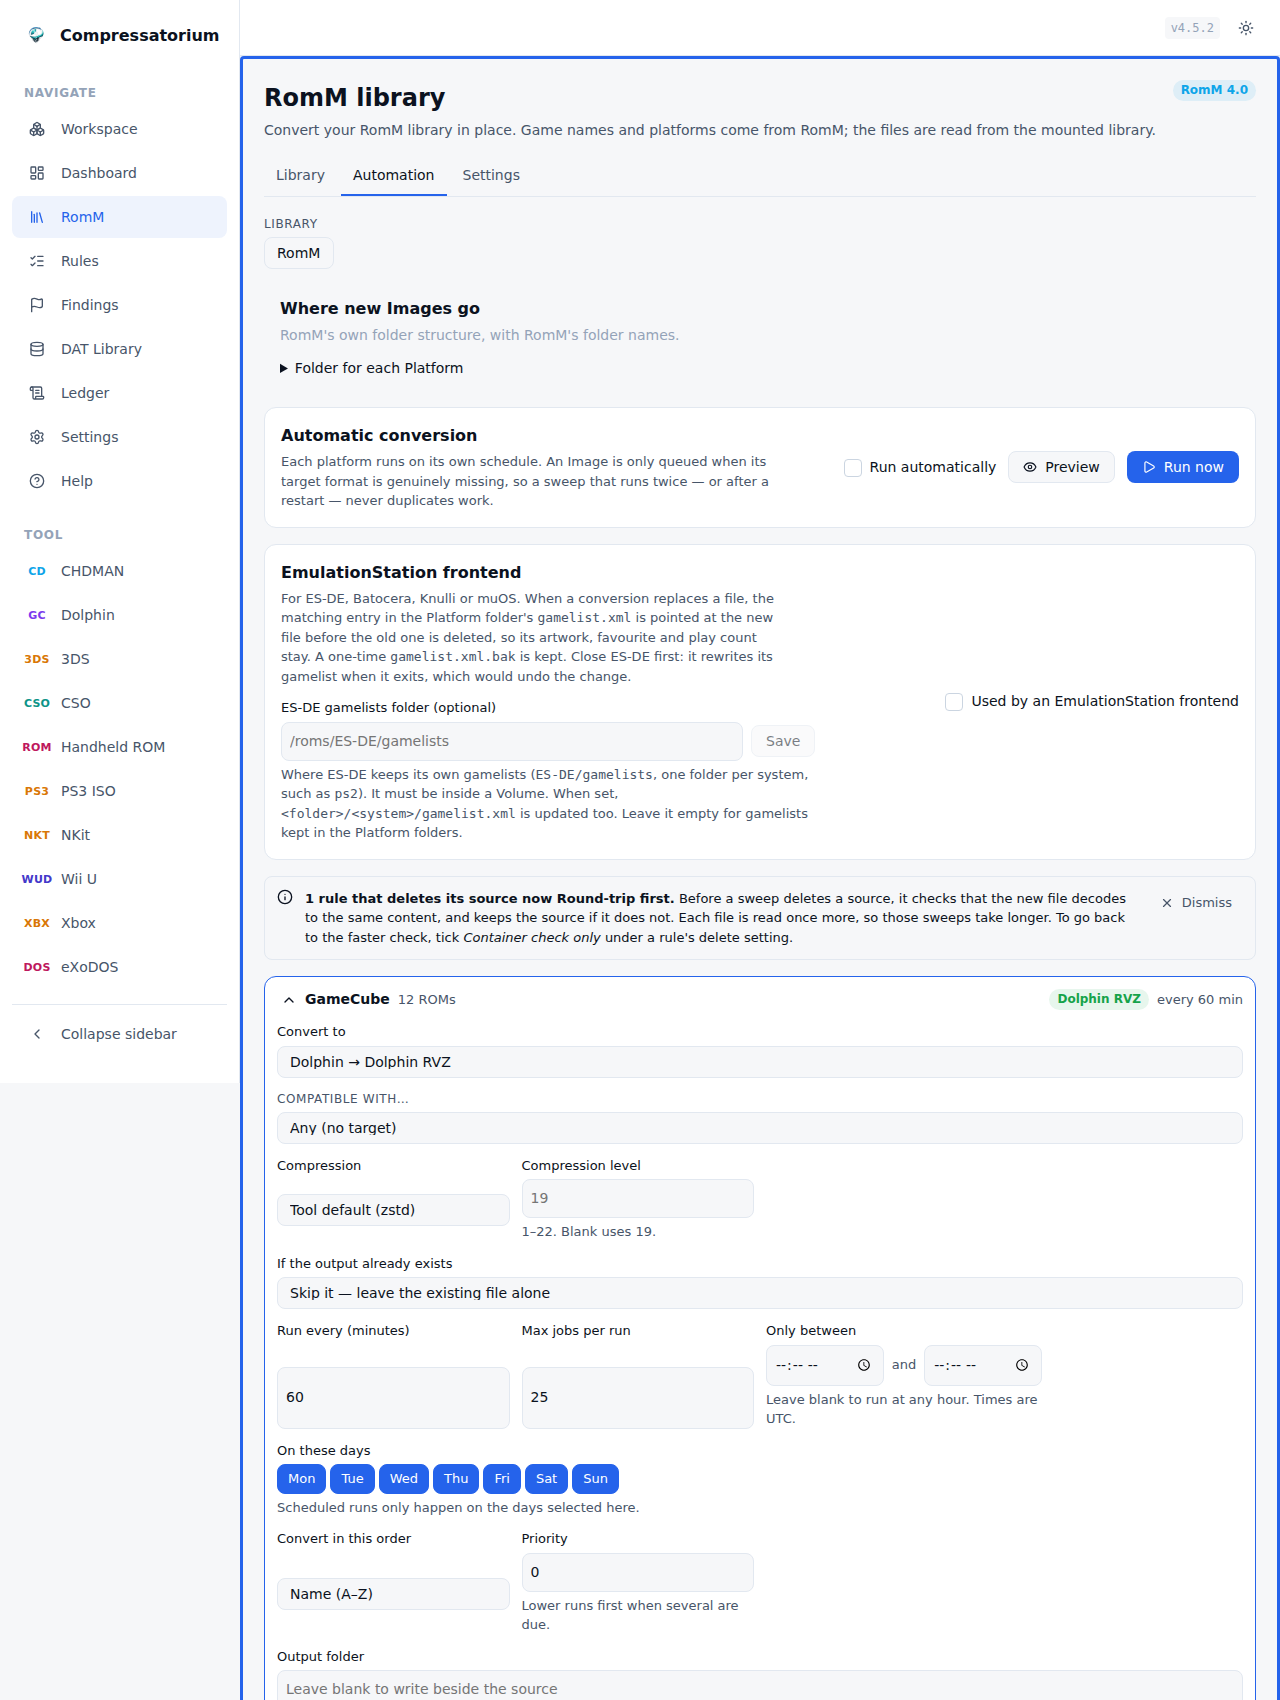 Compressatorium
v4.5.2
NAVIGATE
Workspace
Dashboard
RomM
Rules
Findings
DAT Library
Ledger
Settings
Help
TOOL
CD CHDMAN
GC Dolphin
3DS 3DS
CSO CSO
ROM Handheld ROM
PS3 PS3 ISO
NKT NKit
WUD Wii U
XBX Xbox
DOS eXoDOS
Collapse sidebar
RomM library
RomM 4.0
Convert your RomM library in place. Game names and platforms come from RomM; the files are read from the mounted library.
Library Automation Settings
LIBRARY
RomM
Where new Images go
RomM's own folder structure, with RomM's folder names.
Folder for each Platform
Automatic conversion
Each platform runs on its own schedule. An Image is only queued when its
target format is genuinely missing, so a sweep that runs twice — or after a
restart — never duplicates work.
Run automatically Preview Run now
EmulationStation frontend
For ES-DE, Batocera, Knulli or muOS. When a conversion replaces a file, the
matching entry in the Platform folder's gamelist.xml is pointed at the new
file before the old one is deleted, so its artwork, favourite and play count
stay. A one-time gamelist.xml.bak is kept. Close ES-DE first: it rewrites its
gamelist when it exits, which would undo the change.
ES-DE gamelists folder (optional)
/roms/ES-DE/gamelists Save
Where ES-DE keeps its own gamelists (ES-DE/gamelists, one folder per system,
such as ps2). It must be inside a Volume. When set,
<folder>/<system>/gamelist.xml is updated too. Leave it empty for gamelists
kept in the Platform folders.
Used by an EmulationStation frontend
1 rule that deletes its source now Round-trip first. Before a sweep deletes a source, it checks that the new file decodes
to the same content, and keeps the source if it does not. Each file is read once more, so those sweeps take longer. To go back
to the faster check, tick Container check only under a rule's delete setting.
Dismiss
GameCube 12 ROMs
Dolphin RVZ every 60 min
Convert to
Dolphin → Dolphin RVZ
COMPATIBLE WITH…
Any (no target)
Compression Compression level
Tool default (zstd) 19
1–22. Blank uses 19.
If the output already exists
Skip it — leave the existing file alone
Run every (minutes) Max jobs per run Only between
60 25 --:-- -- and --:-- --
Leave blank to run at any hour. Times are
UTC.
On these days
Mon Tue Wed Thu Fri Sat Sun
Scheduled runs only happen on the days selected here.
Convert in this order Priority
Name (A–Z) 0
Lower runs first when several are
due.
Output folder
Leave blank to write beside the source